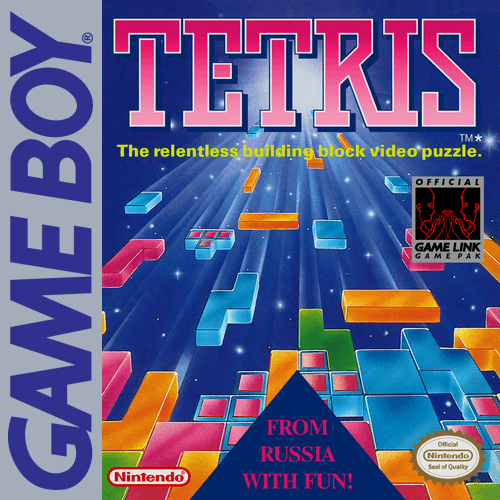 GAME BOY®
TETRIS
TM*
The relentless building block video puzzle.
OFFICIAL
GAME LINK
GAME PAK
FROM
RUSSIA
WITH FUN!
Nintendo®
Official
Nintendo
Seal of Quality